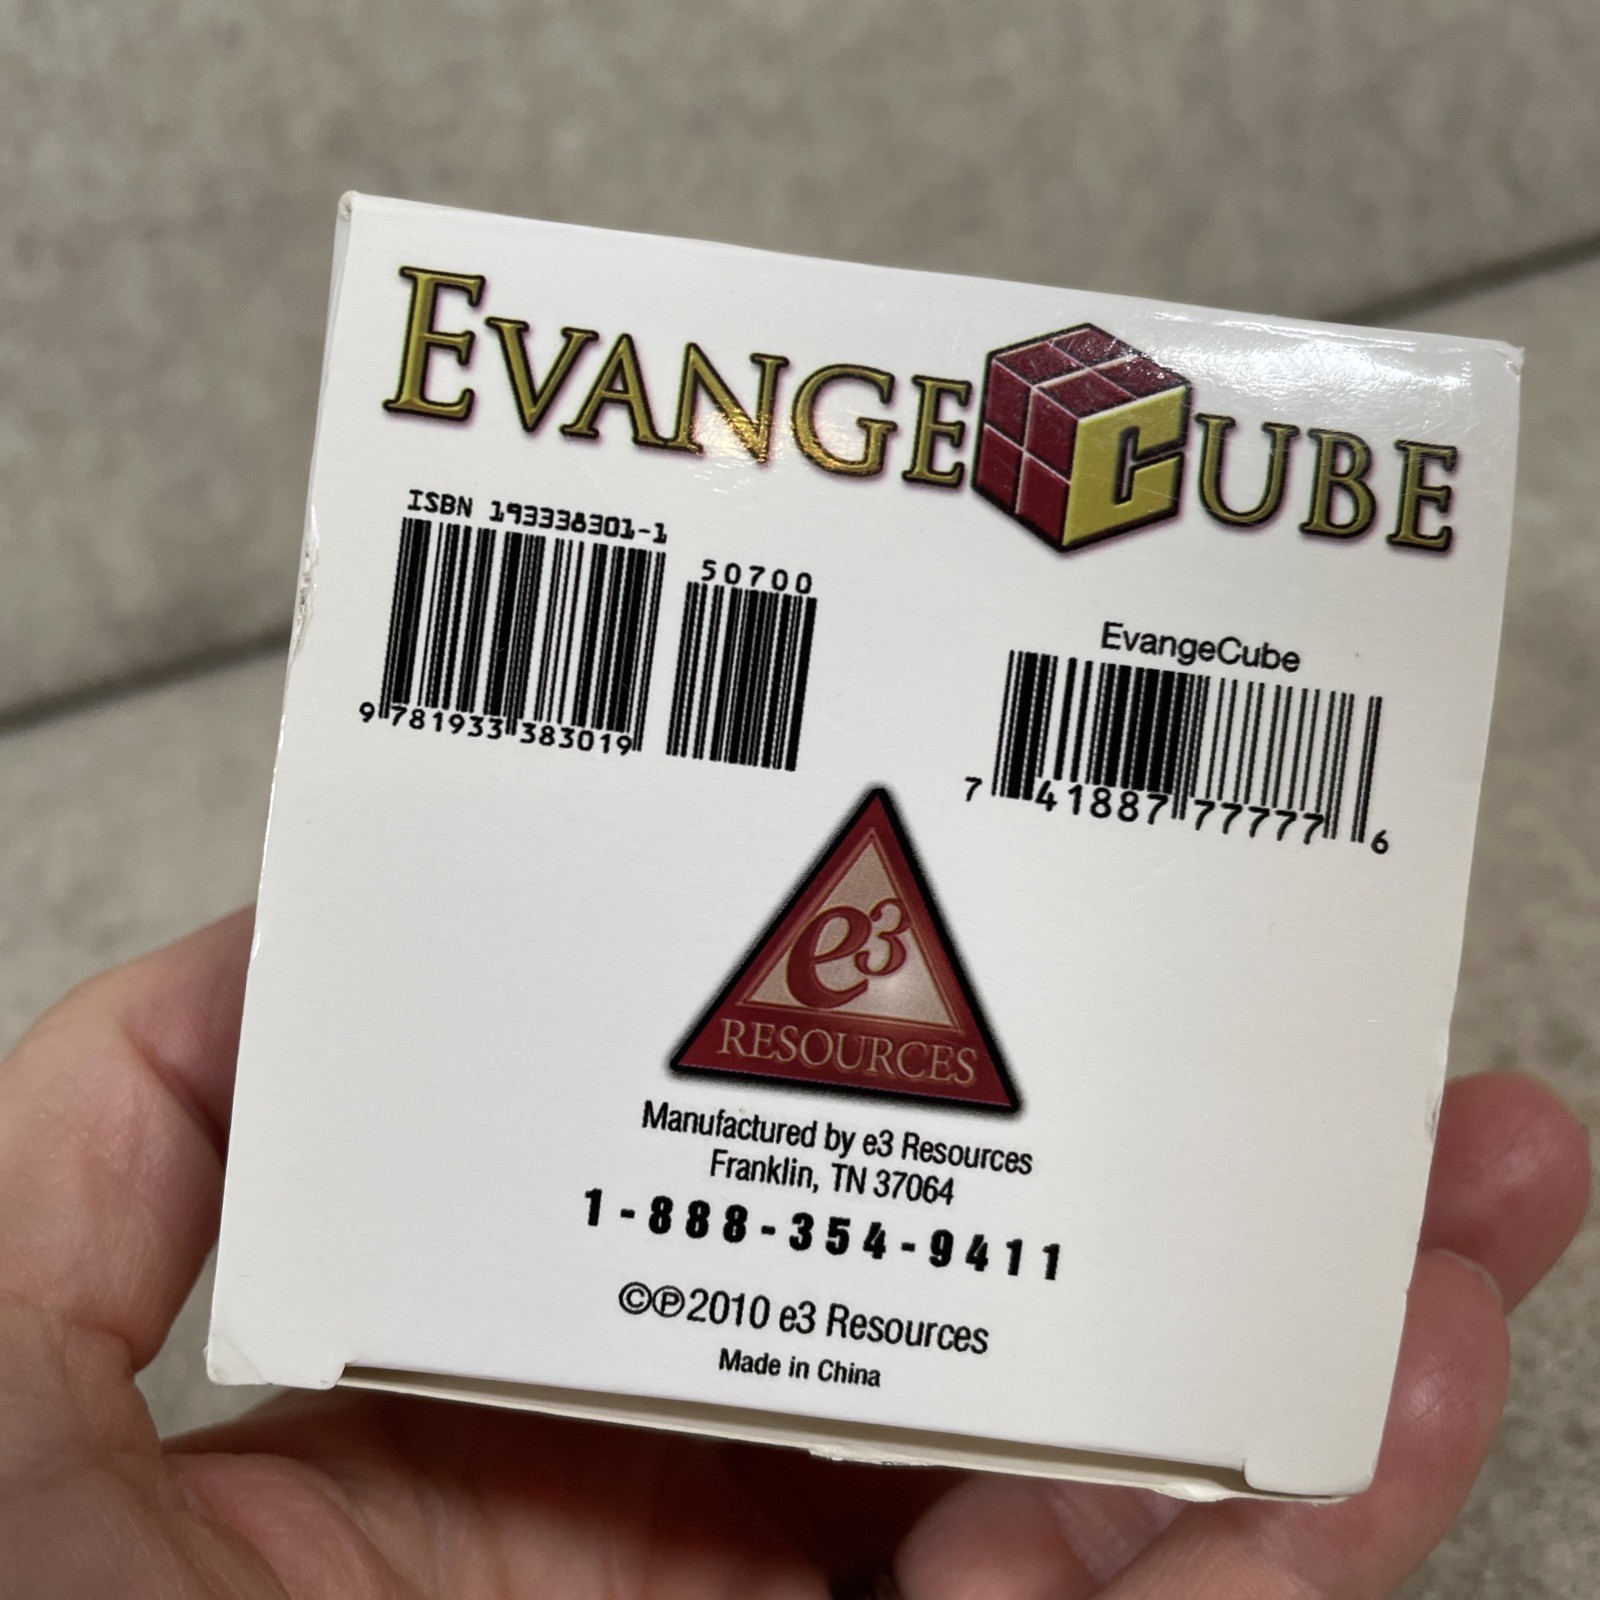 EVANGECUBE
ISBN 193338301-1
50700
9 781933 383019
EvangeCube
7 41887 77777 6
e3
RESOURCES
Manufactured by e3 Resources
Franklin, TN 37064
1-888-354-9411
©℗2010 e3 Resources
Made in China